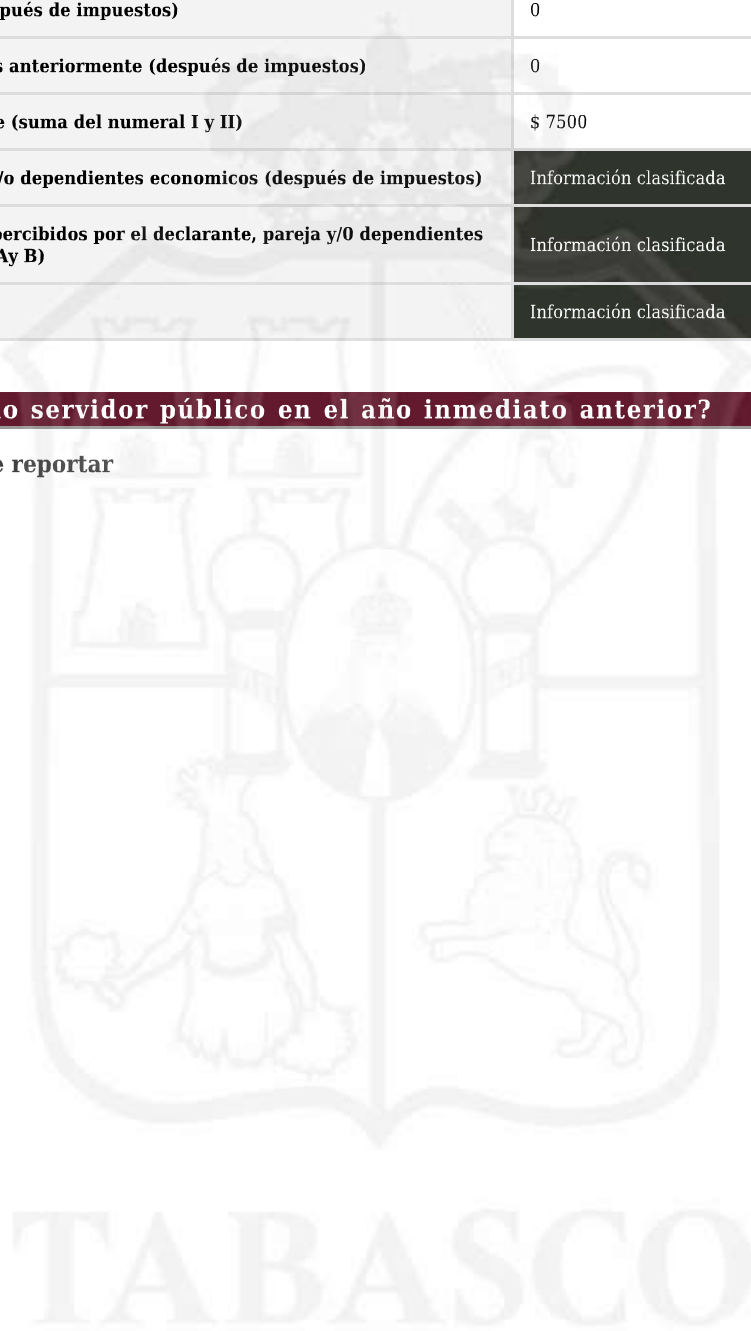 pués de impuestos) 0
s anteriormente (después de impuestos) 0
e (suma del numeral I y II) $ 7500
/o dependientes economicos (después de impuestos) Información clasificada
percibidos por el declarante, pareja y/0 dependientes Información clasificada
Ay B)
Información clasificada
o servidor público en el año inmediato anterior?
e reportar
TABASCO